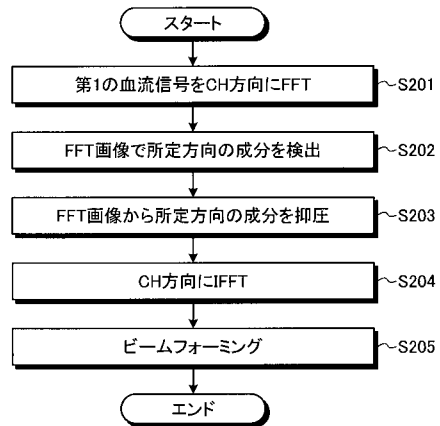 スタート
第1の血流信号をCH方向にFFT
S201
FFT画像で所定方向の成分を検出
S202
FFT画像から所定方向の成分を抑圧
S203
CH方向にIFFT
S204
ビームフォーミング
S205
エンド